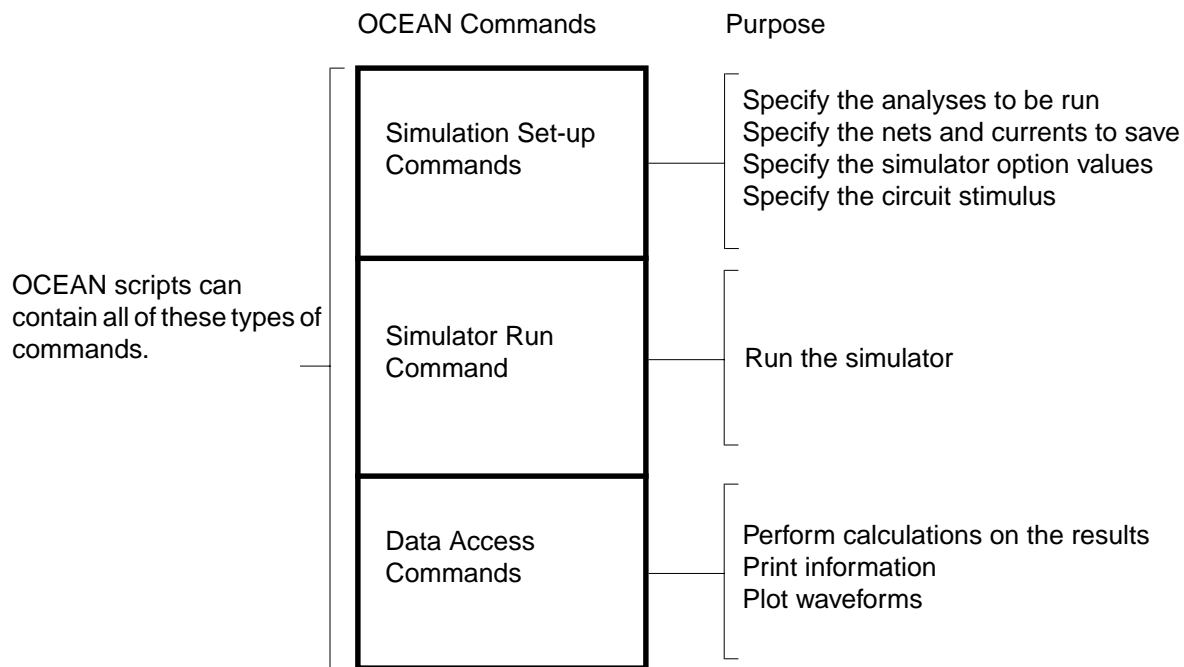 OCEAN Commands
Purpose
Simulation Set-up
Commands
Specify the analyses to be run
Specify the nets and currents to save
Specify the simulator option values
Specify the circuit stimulus
OCEAN scripts can
contain all of these types of
commands.
Simulator Run
Command
Run the simulator
Data Access
Commands
Perform calculations on the results
Print information
Plot waveforms